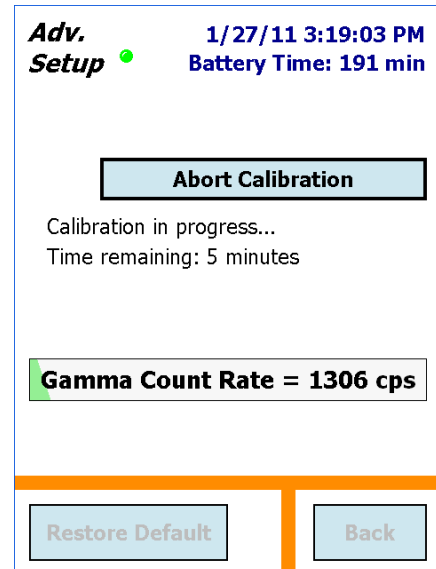 Adv. 1/27/11 3:19:03 PM
Setup Battery Time: 191 min
Abort Calibration
Calibration in progress...
Time remaining: 5 minutes
Gamma Count Rate = 1306 cps
Restore Default Back